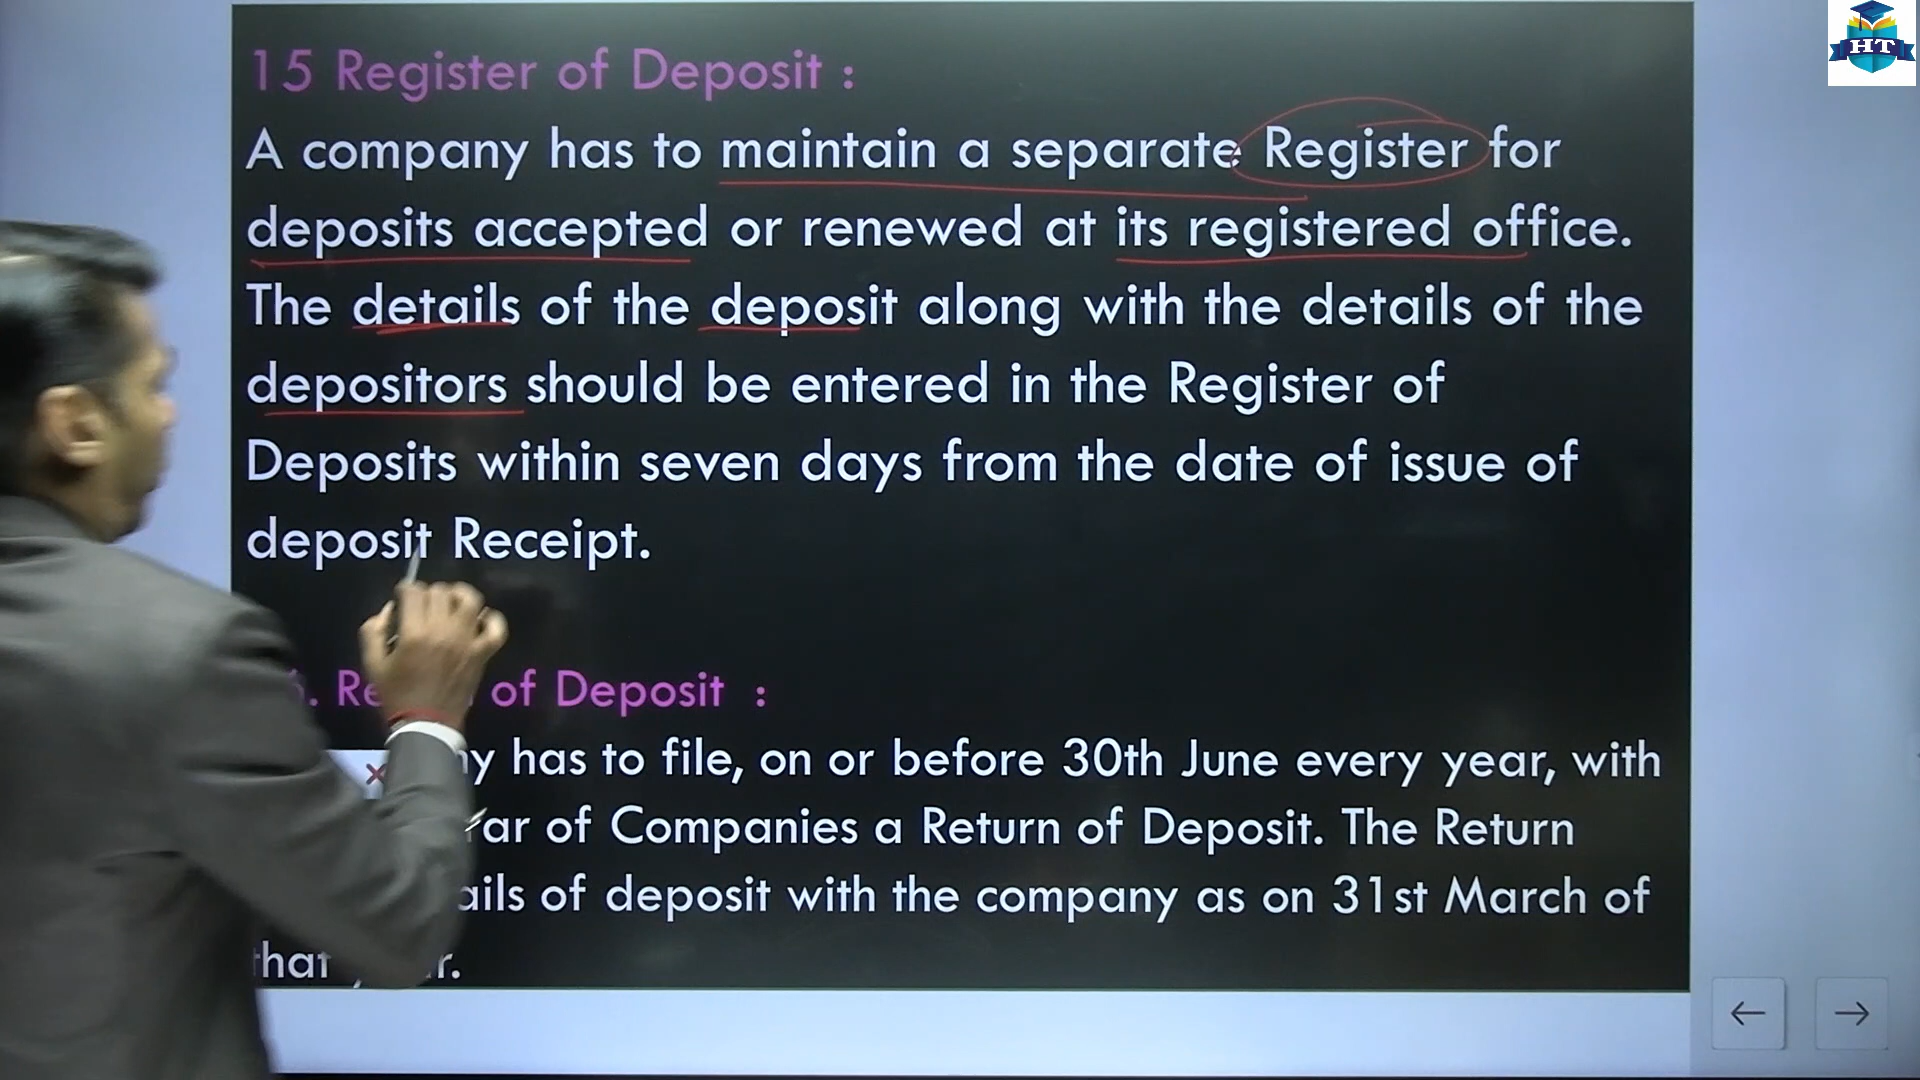 HT
15 Register of Deposit :
A company has to maintain a separate Register for
deposits accepted or renewed at its registered office.
The details of the deposit along with the details of the
depositors should be entered in the Register of
Deposits within seven days from the date of issue of
deposit Receipt.
of Deposit :
has to file, on or before 30th June every year, with
of Companies a Return of Deposit. The Return
of deposit with the company as on 31st March of
that